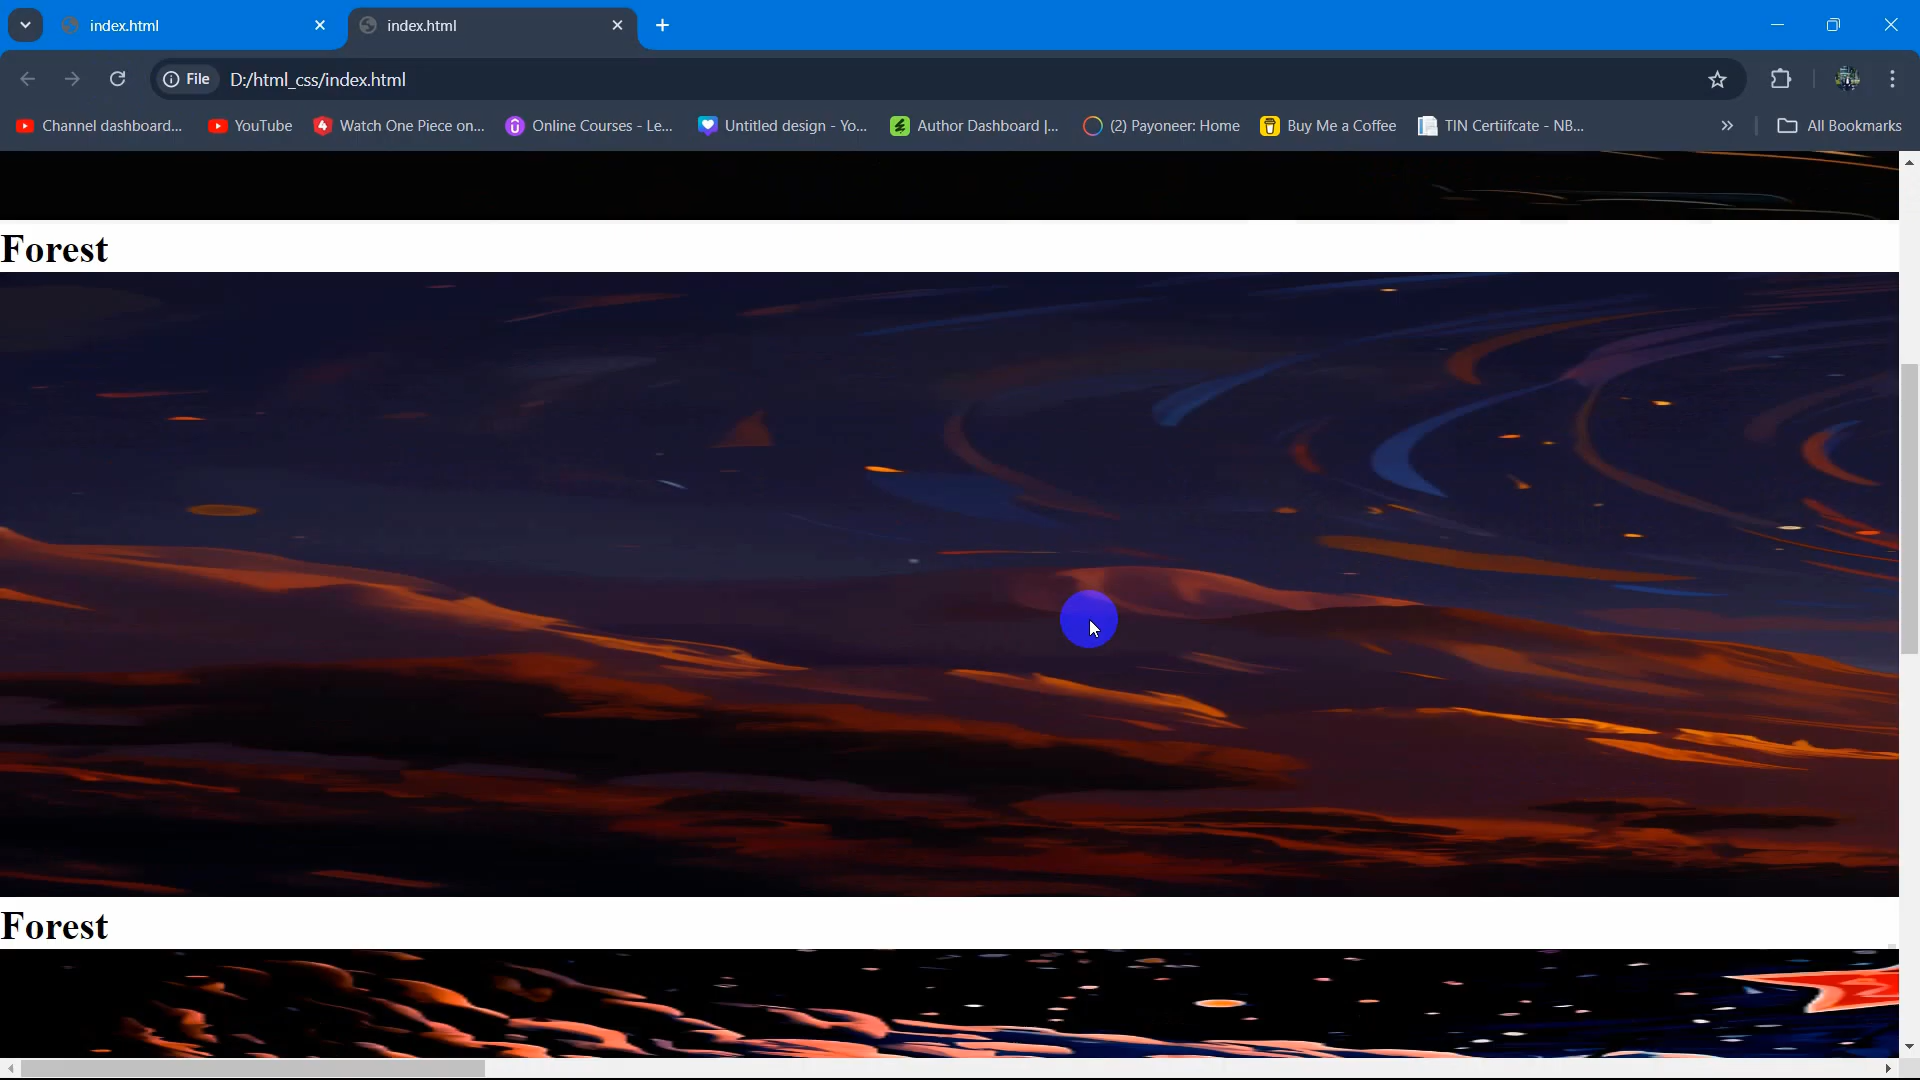 index.html
index.html
File D:/html_css/index.html
Channel dashboard... YouTube Watch One Piece on... Online Courses - Le... Untitled design - Yo... Author Dashboard |... (2) Payoneer: Home Buy Me a Coffee TIN Certiifcate - NB... » All Bookmarks
Forest
Forest